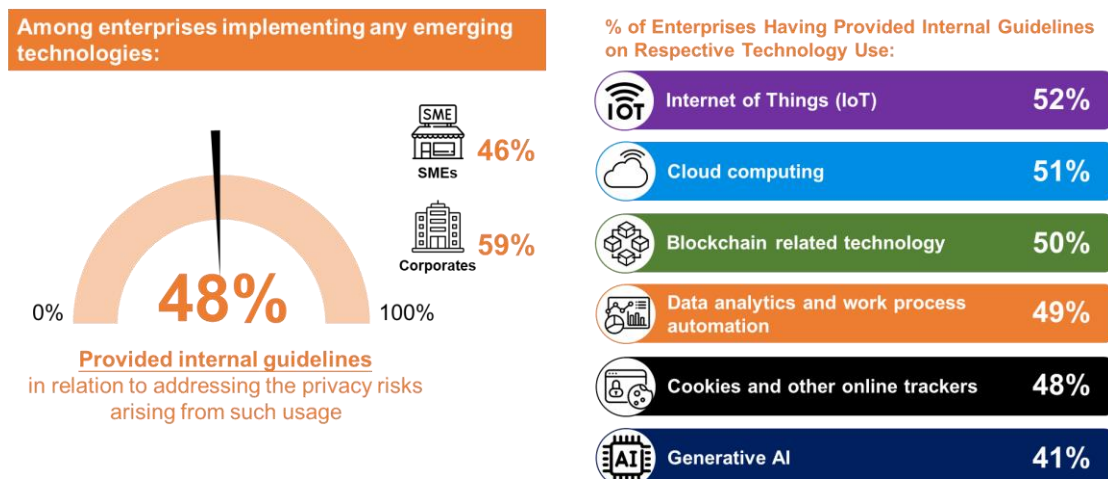 Among enterprises implementing any emerging
technologies:
SME
46%
SMEs
59%
Corporates
48%
0%
100%
Provided internal guidelines
in relation to addressing the privacy risks
arising from such usage
% of Enterprises Having Provided Internal Guidelines
on Respective Technology Use:
IOT
Internet of Things (IoT)
52%
Cloud computing
51%
Blockchain related technology
50%
Data analytics and work process
automation
49%
Cookies and other online trackers
48%
AI
Generative AI
41%